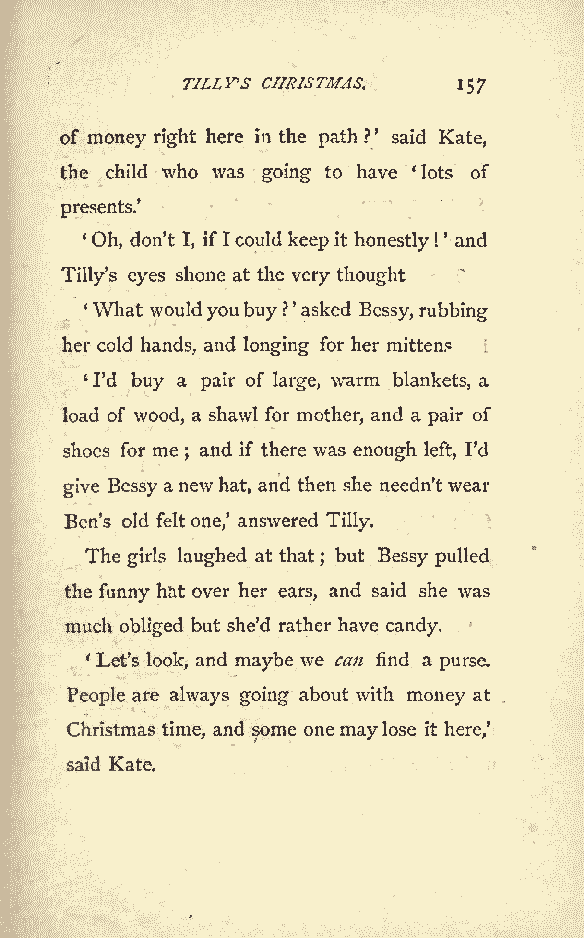 TILLY'S CHRISTMAS. 157
of money right here in the path?' said Kate,
the child who was going to have 'lots of
presents.'
'Oh, don't I, if I could keep it honestly!' and
Tilly's eyes shone at the very thought
'What would you buy?' asked Bessy, rubbing
her cold hands, and longing for her mittens
'I'd buy a pair of large, warm blankets, a
load of wood, a shawl for mother, and a pair of
shoes for me; and if there was enough left, I'd
give Bessy a new hat, and then she needn't wear
Ben's old felt one,' answered Tilly.
The girls laughed at that; but Bessy pulled
the funny hat over her ears, and said she was
much obliged but she'd rather have candy.
'Let's look, and maybe we can find a purse.
People are always going about with money at
Christmas time, and some one may lose it here,'
said Kate.